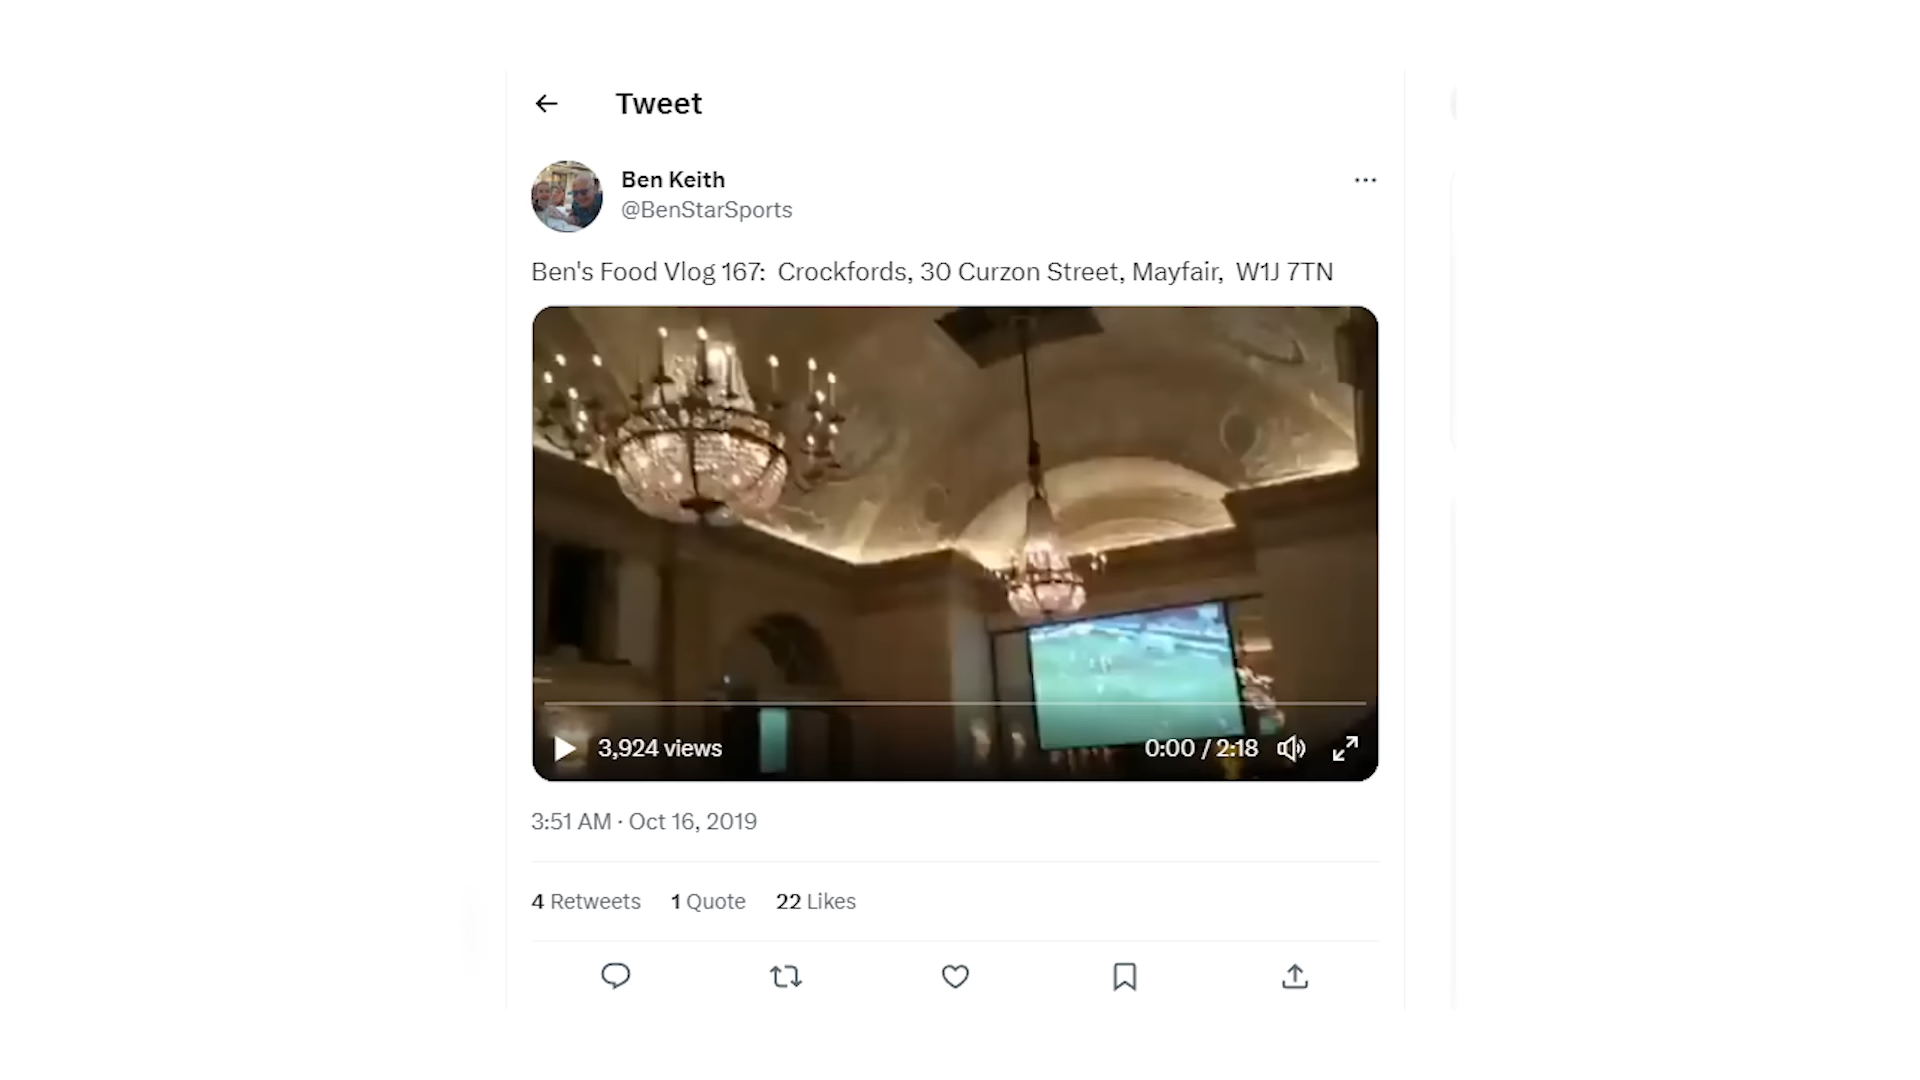 Tweet
Ben Keith
@BenStarSports
Ben's Food Vlog 167:  Crockfords, 30 Curzon Street, Mayfair,  W1J 7TN
3,924 views
0:00 / 2:18
3:51 AM · Oct 16, 2019
4 Retweets 1 Quote 22 Likes